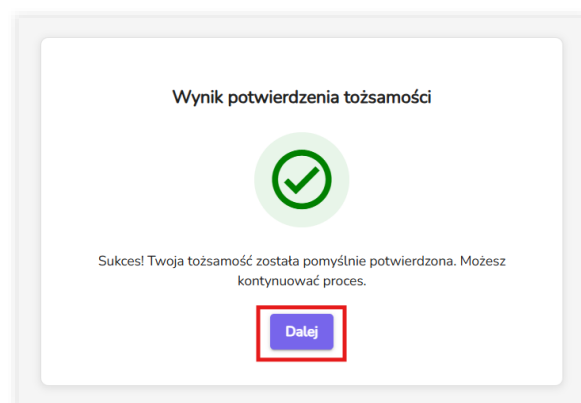 Wynik potwierdzenia tożsamości
Sukces! Twoja tożsamość została pomyślnie potwierdzona. Możesz
kontynuować proces.
Dalej